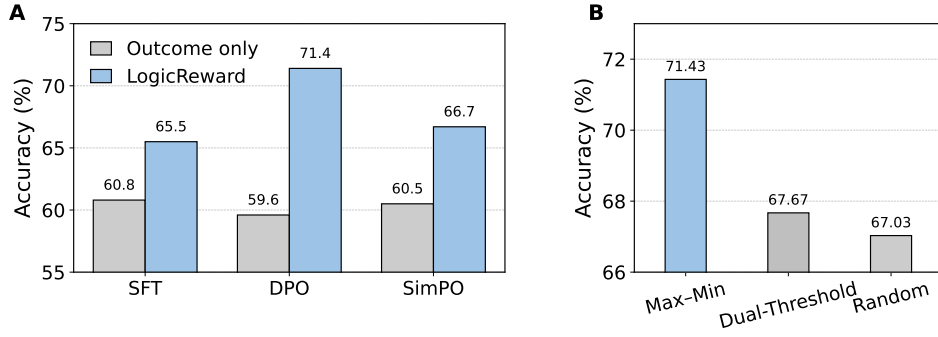 A
Accuracy (%)
75
70
65
60
55
Outcome only
LogicReward
60.8
65.5
59.6
71.4
60.5
66.7
SFT
DPO
SimPO
B
Accuracy (%)
72
70
68
66
71.43
67.67
67.03
Max–Min
Dual-Threshold
Random